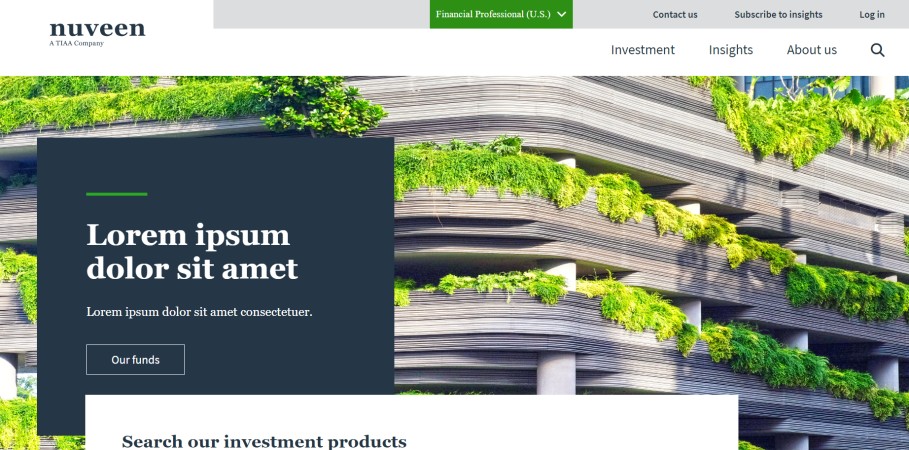 nuveen
A TIAA Company
Financial Professional (U.S.)
Contact us
Subscribe to insights
Log in
Investment
Insights
About us
Lorem ipsum
dolor sit amet
Lorem ipsum dolor sit amet consectetuer.
Our funds
Search our investment products